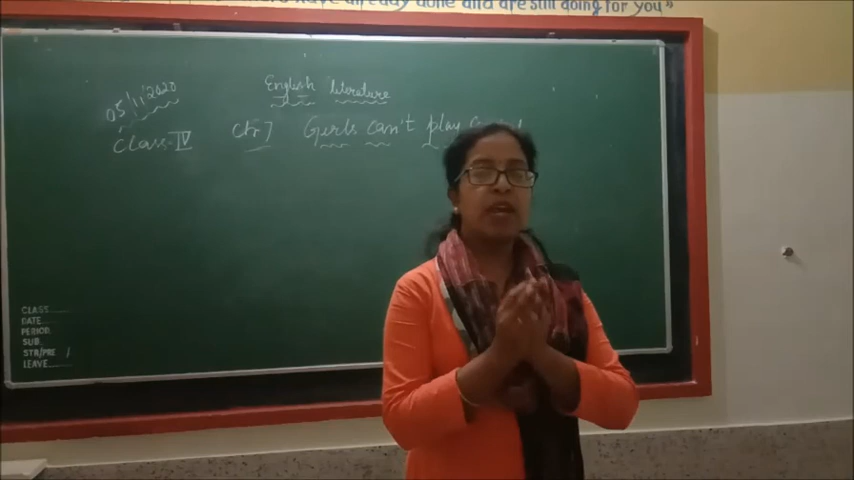 have already done and are still doing for you."
05/11/2020
English literature
Class IV Ch-7 Girls can't play
CLASS......
DATE......
PERIOD.
SUB.....
STR/PRE /
LEAVE......